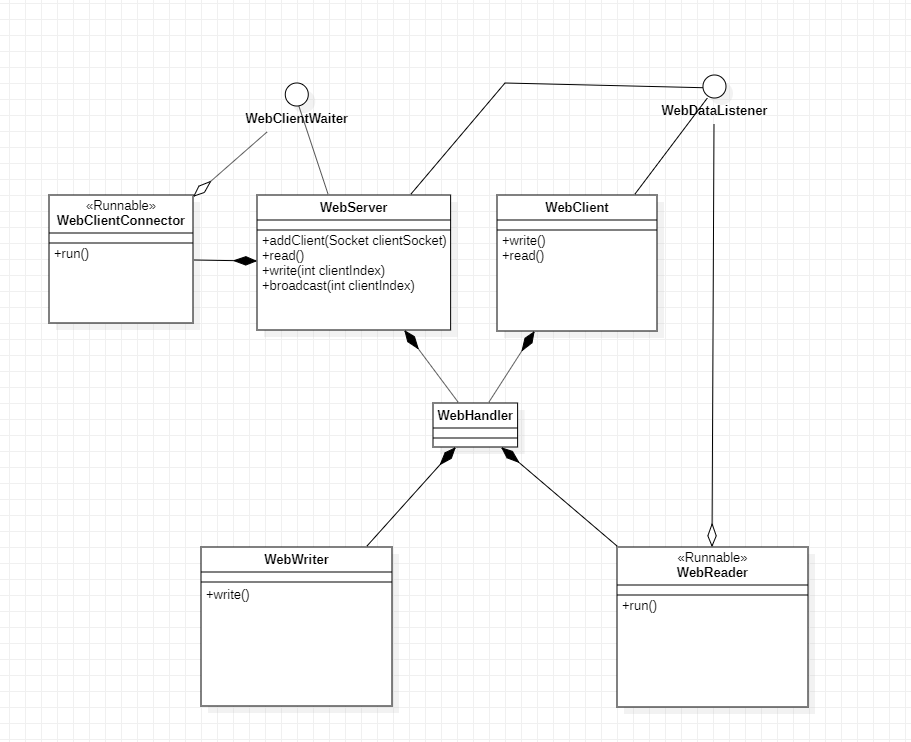 WebClientWaiter
WebDataListener
«Runnable»
WebClientConnector
+run()
WebServer
+addClient(Socket clientSocket)
+read()
+write(int clientIndex)
+broadcast(int clientIndex)
WebClient
+write()
+read()
WebHandler
WebWriter
+write()
«Runnable»
WebReader
+run()